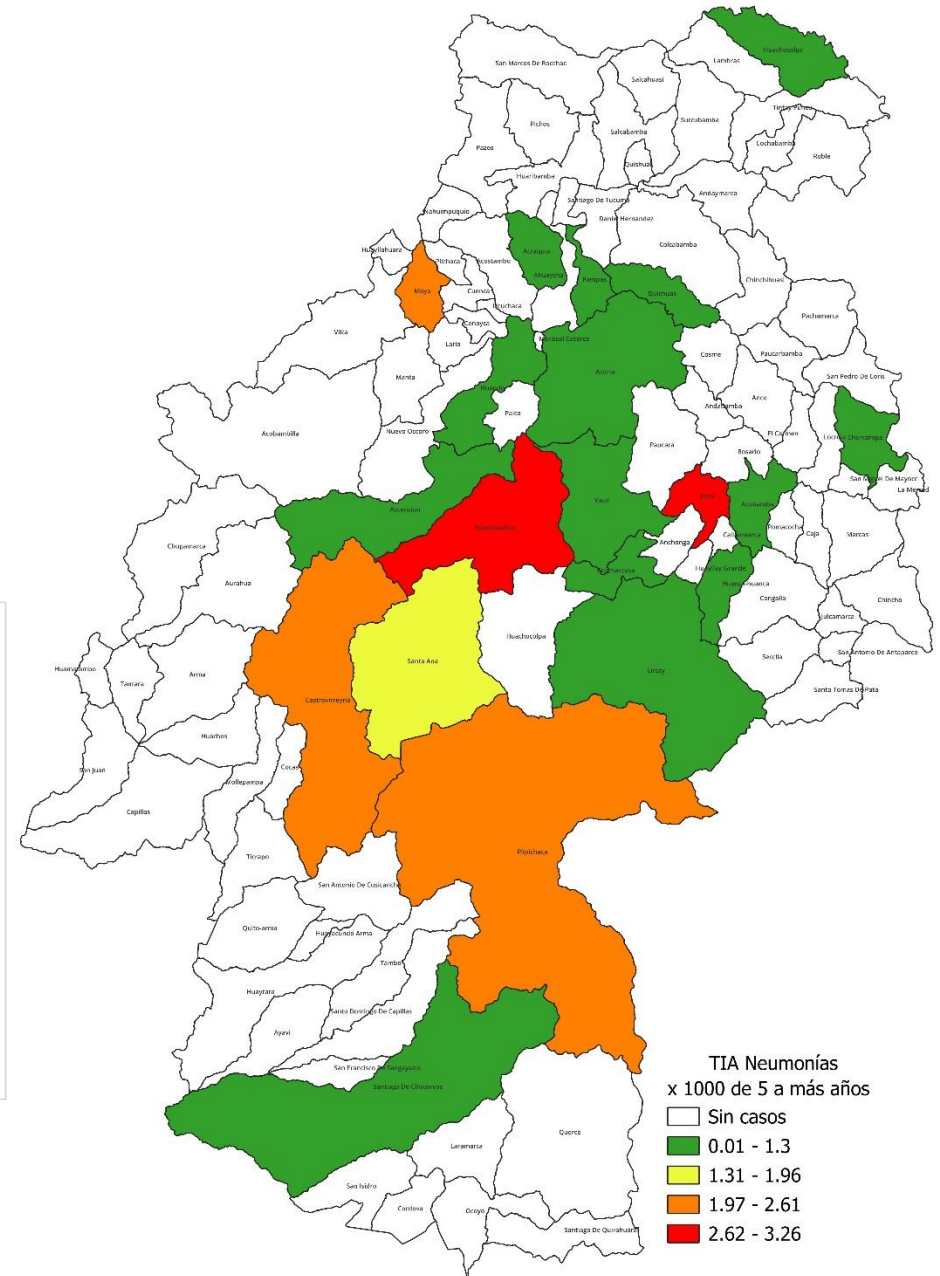 Huachocolpa
Lambras
San Marcos De Rocchac
Salcahuasi
Tintay Puncu
Pichos
Surcubamba
Salcabamba
Cochabamba
Roble
Pazos
Quishuar
Huaribamba
Andaymarca
Santiago De Tucuma
Ñahuimpuquio
Daniel Hernandez
Colcabamba
Huayllahuara
Acraquia
Pilchaca
Acostambo
Ahuaycha
Pampas
Chinchihuasi
Moya
Cuenca
Quichuas
Izcuchaca
Pachamarca
Conayca
Vilca
Mariscal Caceres
Laria
Cosme
Paucarbamba
Acoria
Manta
San Pedro De Coris
Huando
Anco
Andabamba
Palca
Acobambilla
Nuevo Occoro
El Carmen
Locroja
Churcampa
Paucara
Rosario
San Miguel De Mayocc
La Merced
Yauli
Arma
Acobamba
Ascension
Huancavelica
Pomacocha
Caja
Marcas
Anchonga
Chupamarca
Huayllay Grande
Aurahua
Congalla
Chincho
Julcamarca
Huachocolpa
Huamatambo
Santa Ana
Secclla
San Antonio De Antaparco
Tantara
Arma
Lircay
Santo Tomas De Pata
Castrovirreyna
Huachos
San Juan
Cocas
Mollepampa
Capillas
Pilpichaca
Ticrapo
San Antonio De Cusicancha
Quito-arma
Huayacundo Arma
Tambo
Huaytara
Santo Domingo De Capillas
Ayavi
San Francisco De Sangayaico
Santiago De Chocorvos
Querco
Laramarca
San Isidro
Cordova
Ocoyo
Santiago De Quirahuara
TIA Neumonías
x 1000 de 5 a más años
Sin casos
0.01 - 1.3
1.31 - 1.96
1.97 - 2.61
2.62 - 3.26